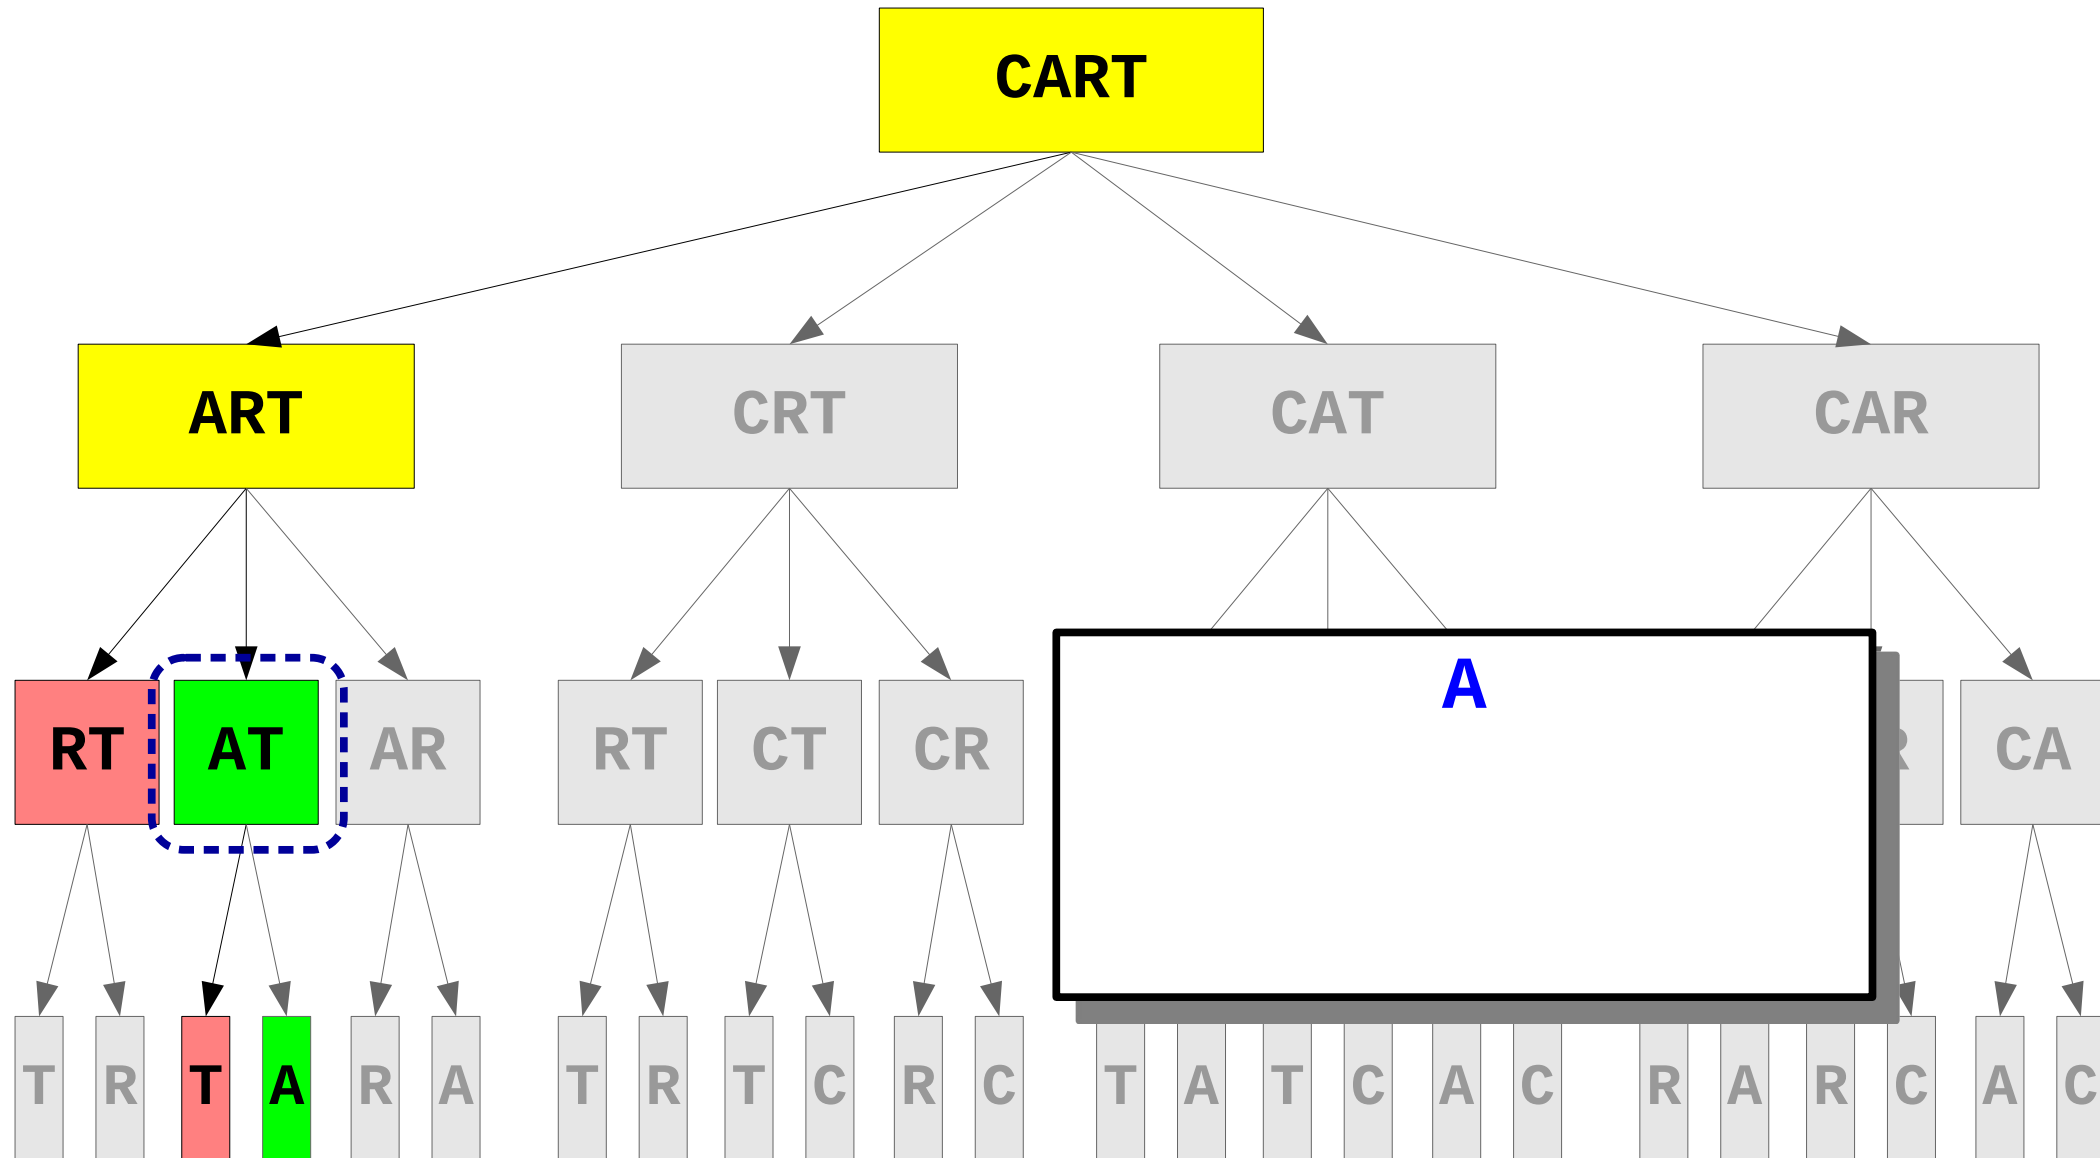 CART
ART CRT CAT CAR
RT AT AR RT CT CR A R CA
T R T A R A T R T C R C T A T C A C R A R C A C